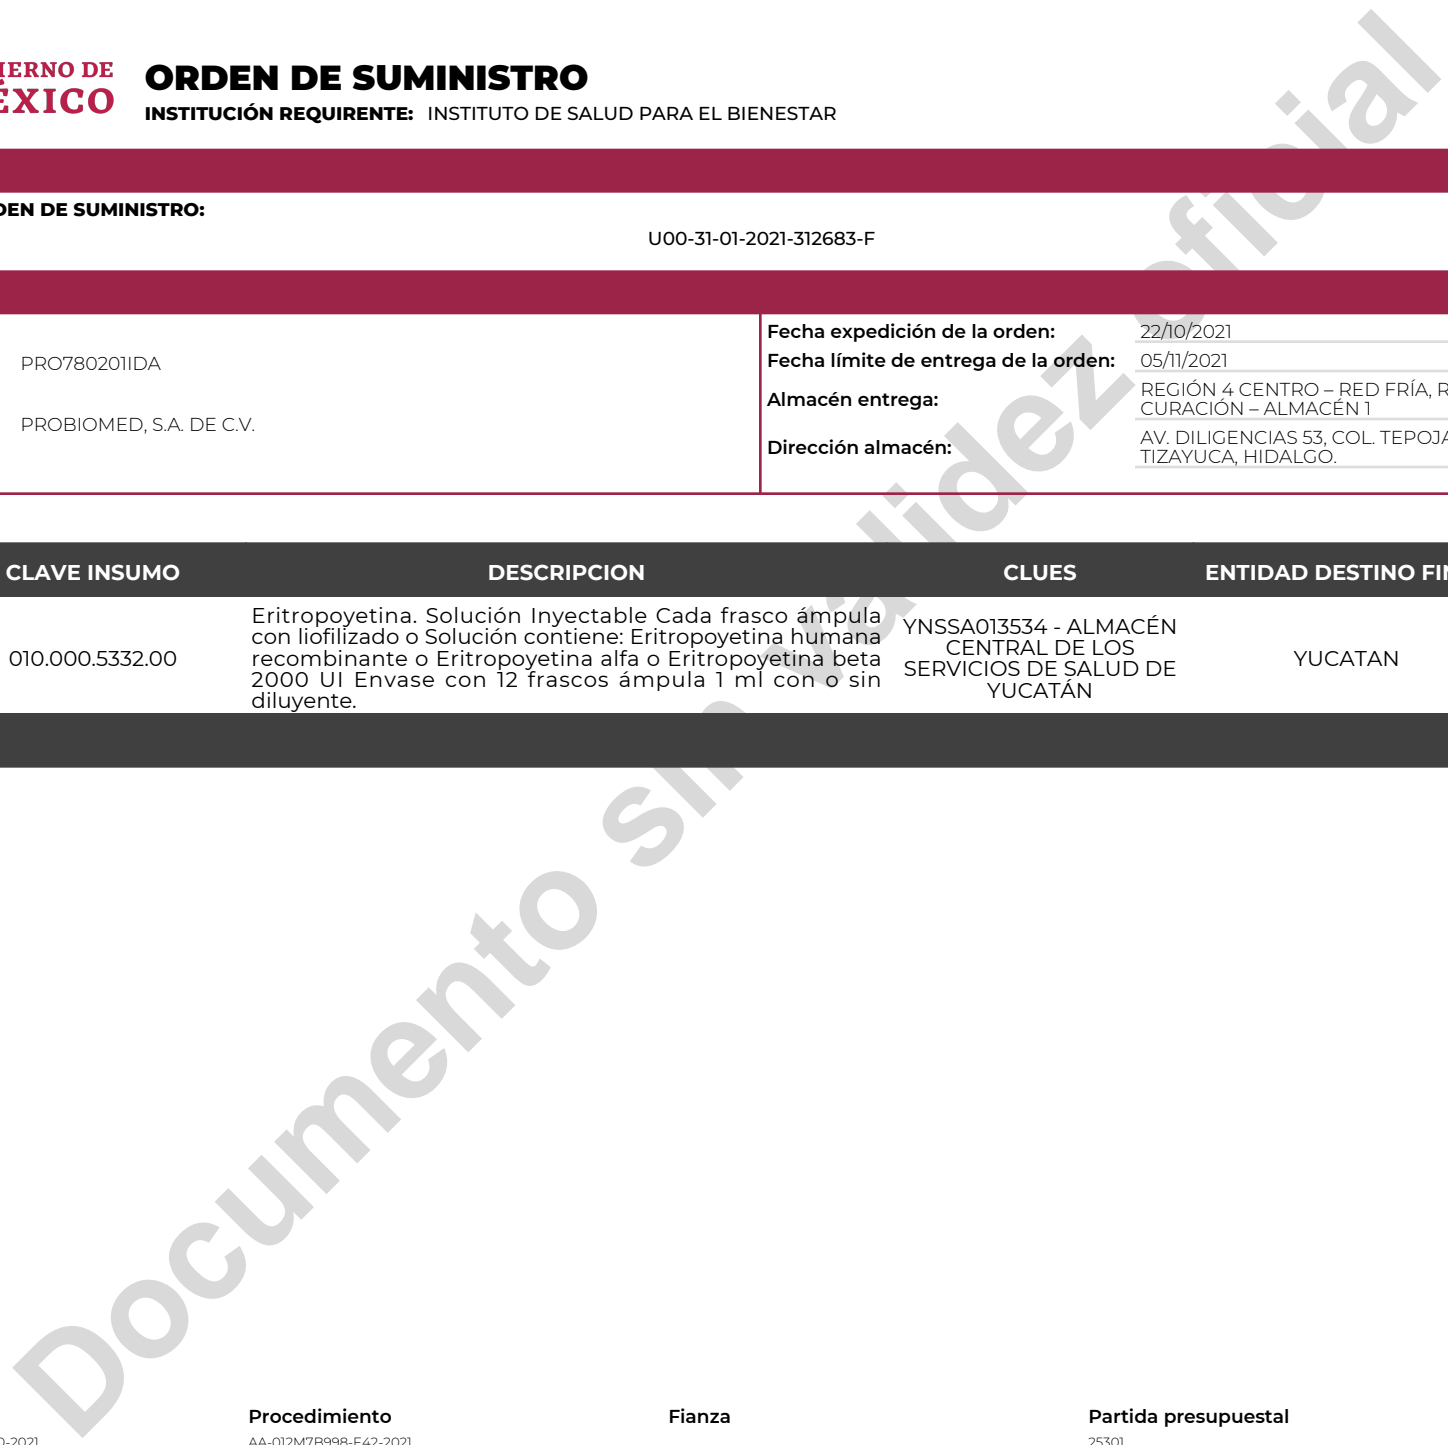 ORDEN DE SUMINISTRO
INSTITUCIÓN REQUIRENTE: INSTITUTO DE SALUD PARA EL BIENESTAR
DE SUMINISTRO:
U00-31-01-2021-312683-F
PRO780201IDA
PROBIOMED, S.A. DE C.V.
Fecha expedición de la orden: 22/10/2021
Fecha límite de entrega de la orden: 05/11/2021
Almacén entrega:
REGIÓN 4 CENTRO – RED FRÍA,
CURACIÓN – ALMACÉN 1
Dirección almacén:
AV. DILIGENCIAS 53, COL.
TIZAYUCA, HIDALGO.
CLAVE INSUMO DESCRIPCION CLUES ENTIDAD DESTINO
010.000.5332.00
Eritropoyetina. Solución Inyectable Cada frasco ámpula
con liofilizado o Solución contiene: Eritropoyetina humana
recombinante o Eritropoyetina alfa o Eritropoyetina beta
2000 UI Envase con 12 frascos ámpula 1 ml con o sin
diluyente.
YNSSA013534 - ALMACÉN
CENTRAL DE LOS
SERVICIOS DE SALUD DE
YUCATÁN
YUCATAN
Documento sin validez oficial
Procedimiento Fianza Partida presupuestal
AA-012M7B998-E42-2021 25301